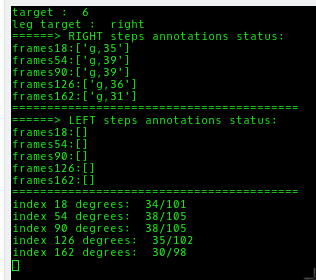 target :  6
leg target :  right
======> RIGHT steps annotations status:
frames18:['g,35']
frames54:['g,39']
frames90:['g,39']
frames126:['g,36']
frames162:['g,31']
=========================================
======> LEFT steps annotations status:
frames18:[]
frames54:[]
frames90:[]
frames126:[]
frames162:[]
=========================================
index 18 degrees:  34/101
index 54 degrees:  38/105
index 90 degrees:  38/105
index 126 degrees:  35/102
index 162 degrees:  30/98